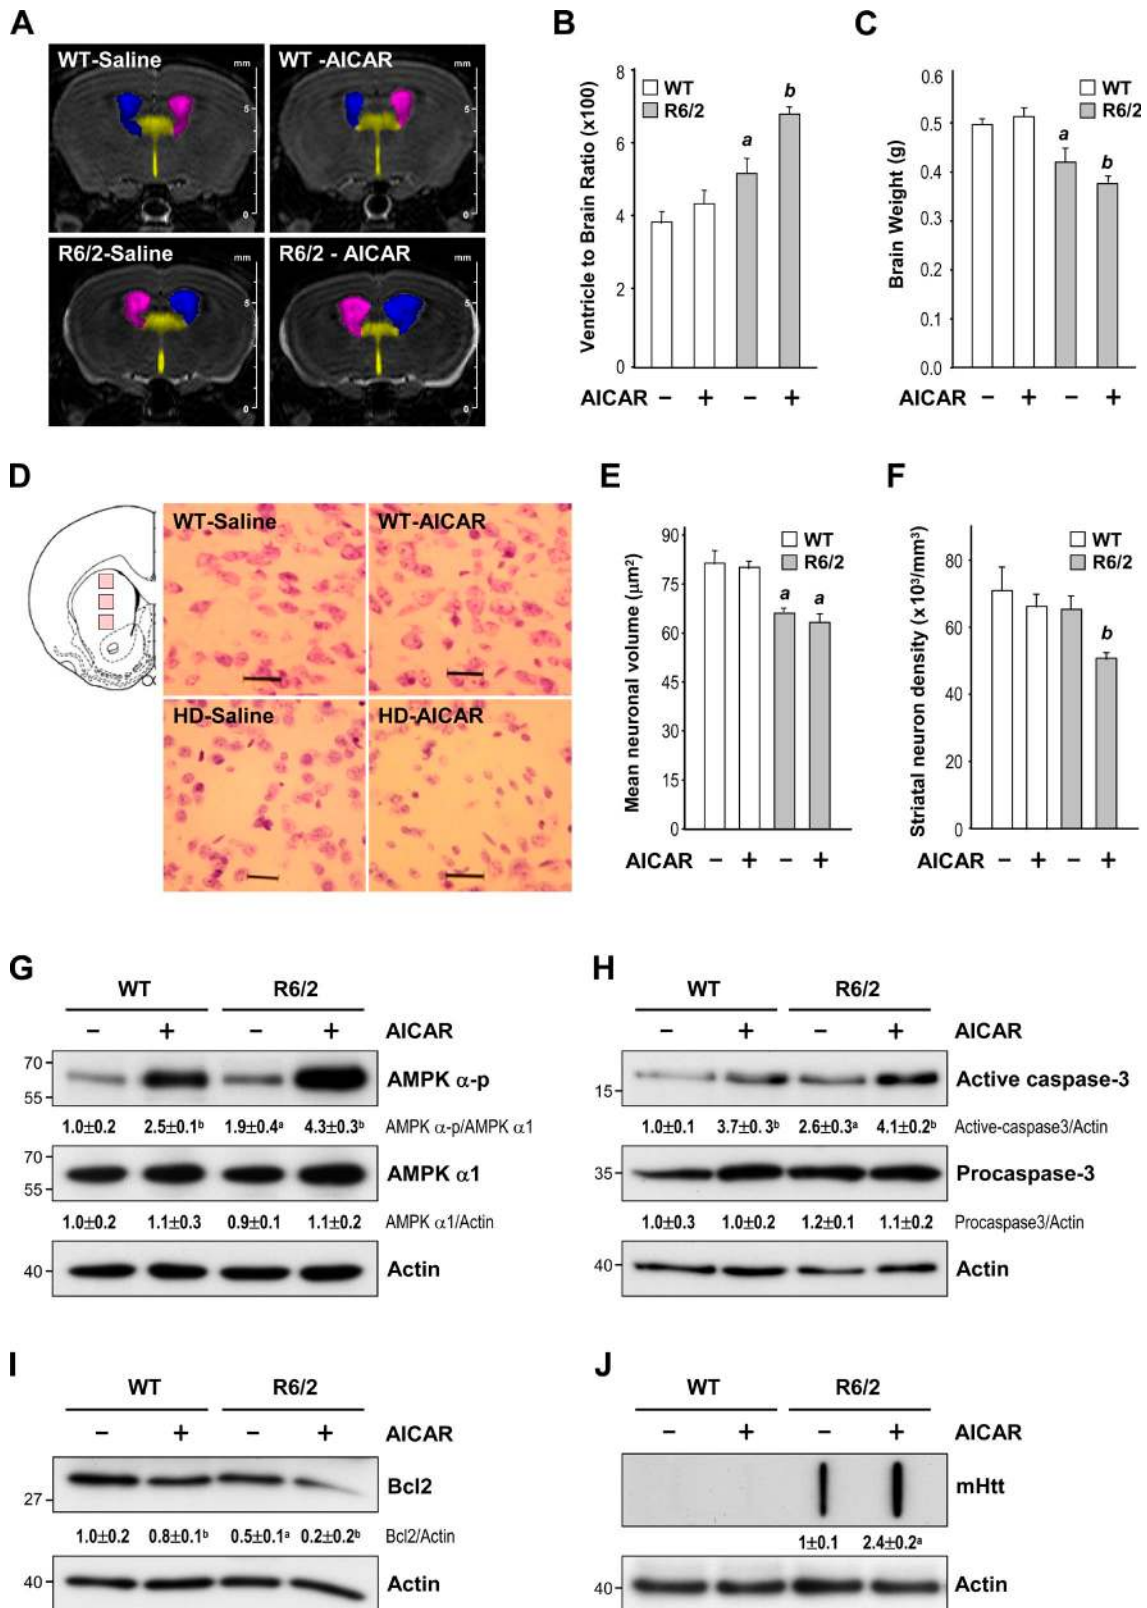 A
WT-Saline
mm
5
0
WT -AICAR
mm
5
0
R6/2-Saline
mm
5
0
R6/2 - AICAR
mm
5
0
B
Ventricle to Brain Ratio (x100)
8
6
4
2
0
WT
R6/2
a
b
AICAR − + − +
C
Brain Weight (g)
0.6
0.5
0.4
0.3
0.2
0.1
0.0
WT
R6/2
a
b
AICAR − + − +
D
WT-Saline
WT-AICAR
HD-Saline
HD-AICAR
E
Mean neuronal volume (μm²)
90
75
60
45
30
15
0
WT
R6/2
a a
AICAR − + − +
F
Striatal neuron density (x10³/mm³)
80
60
40
20
0
WT
R6/2
b
AICAR − + − +
G
WT R6/2
− + − + AICAR
70
55
AMPK α-p
1.0±0.2 2.5±0.1ᵇ 1.9±0.4ᵃ 4.3±0.3ᵇ AMPK α-p/AMPK α1
70
55
AMPK α1
1.0±0.2 1.1±0.3 0.9±0.1 1.1±0.2 AMPK α1/Actin
40 Actin
H
WT R6/2
− + − + AICAR
15 Active caspase-3
1.0±0.1 3.7±0.3ᵇ 2.6±0.3ᵃ 4.1±0.2ᵇ Active-caspase3/Actin
35 Procaspase-3
1.0±0.3 1.0±0.2 1.2±0.1 1.1±0.2 Procaspase3/Actin
40 Actin
I
WT R6/2
− + − + AICAR
27 Bcl2
1.0±0.2 0.8±0.1ᵇ 0.5±0.1ᵃ 0.2±0.2ᵇ Bcl2/Actin
40 Actin
J
WT R6/2
− + − + AICAR
mHtt
1±0.1 2.4±0.2ᵃ
40 Actin